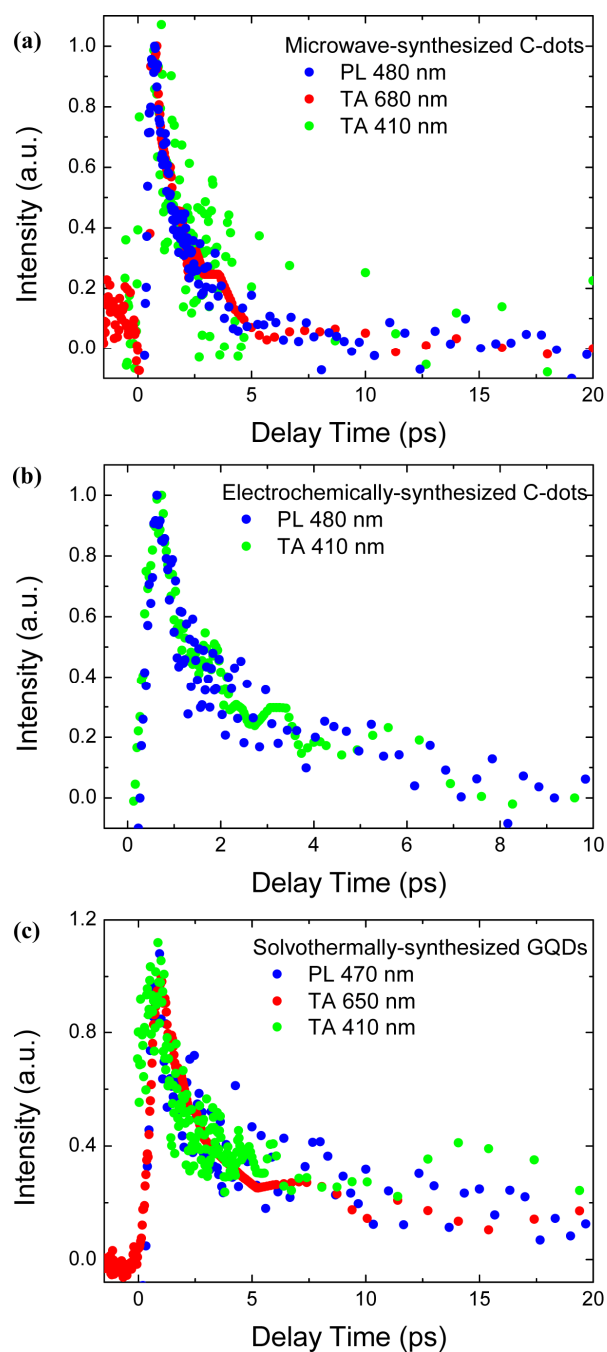 (a)
Microwave-synthesized C-dots
PL 480 nm
TA 680 nm
TA 410 nm
Intensity (a.u.)
1.0
0.8
0.6
0.4
0.2
0.0
0 5 10 15 20
Delay Time (ps)
(b)
Electrochemically-synthesized C-dots
PL 480 nm
TA 410 nm
Intensity (a.u.)
1.0
0.8
0.6
0.4
0.2
0.0
0 2 4 6 8 10
Delay Time (ps)
(c)
Solvothermally-synthesized GQDs
PL 470 nm
TA 650 nm
TA 410 nm
Intensity (a.u.)
1.2
0.8
0.4
0.0
0 5 10 15 20
Delay Time (ps)